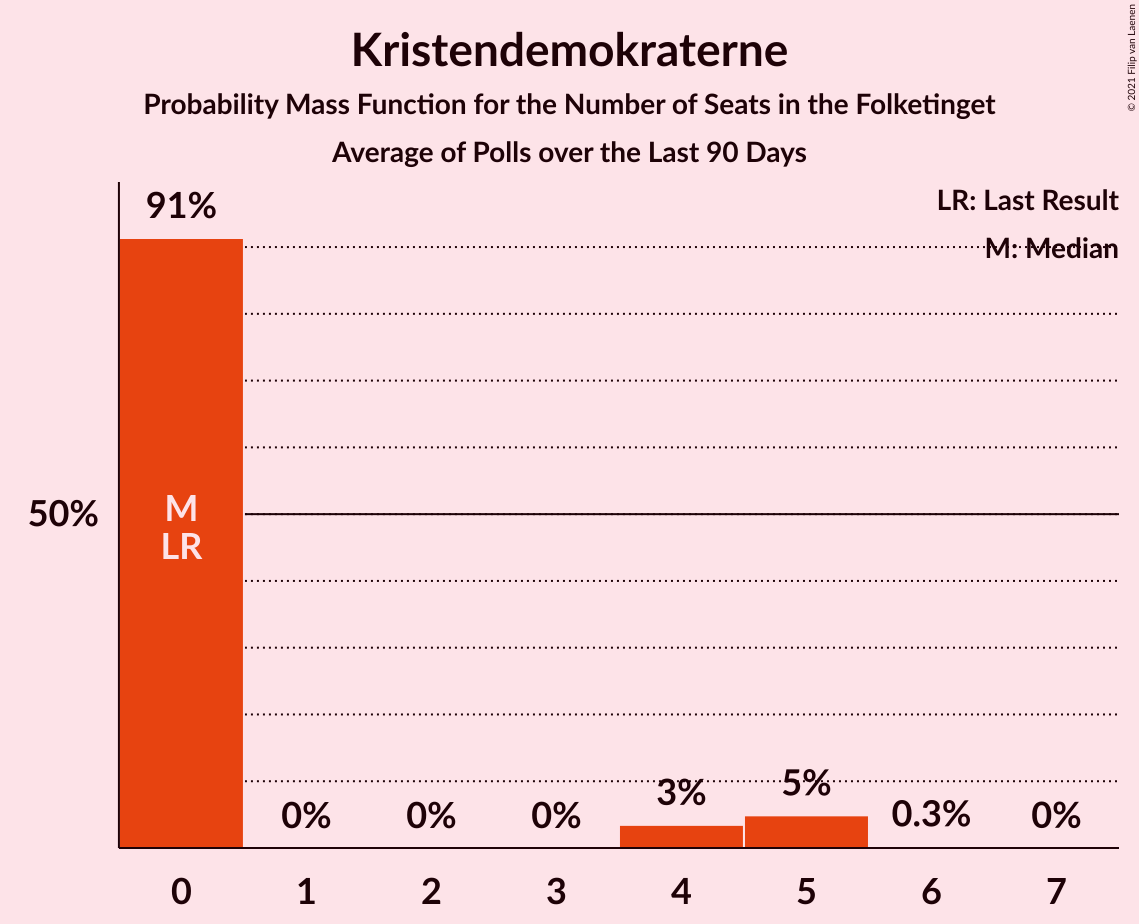 Kristendemokraterne
Probability Mass Function for the Number of Seats in the Folketinget
Average of Polls over the Last 90 Days
© 2021 Filip van Laenen
LR: Last Result
M: Median
91%
50%
M
LR
0%
0%
0%
3%
5%
0.3%
0%
0
1
2
3
4
5
6
7